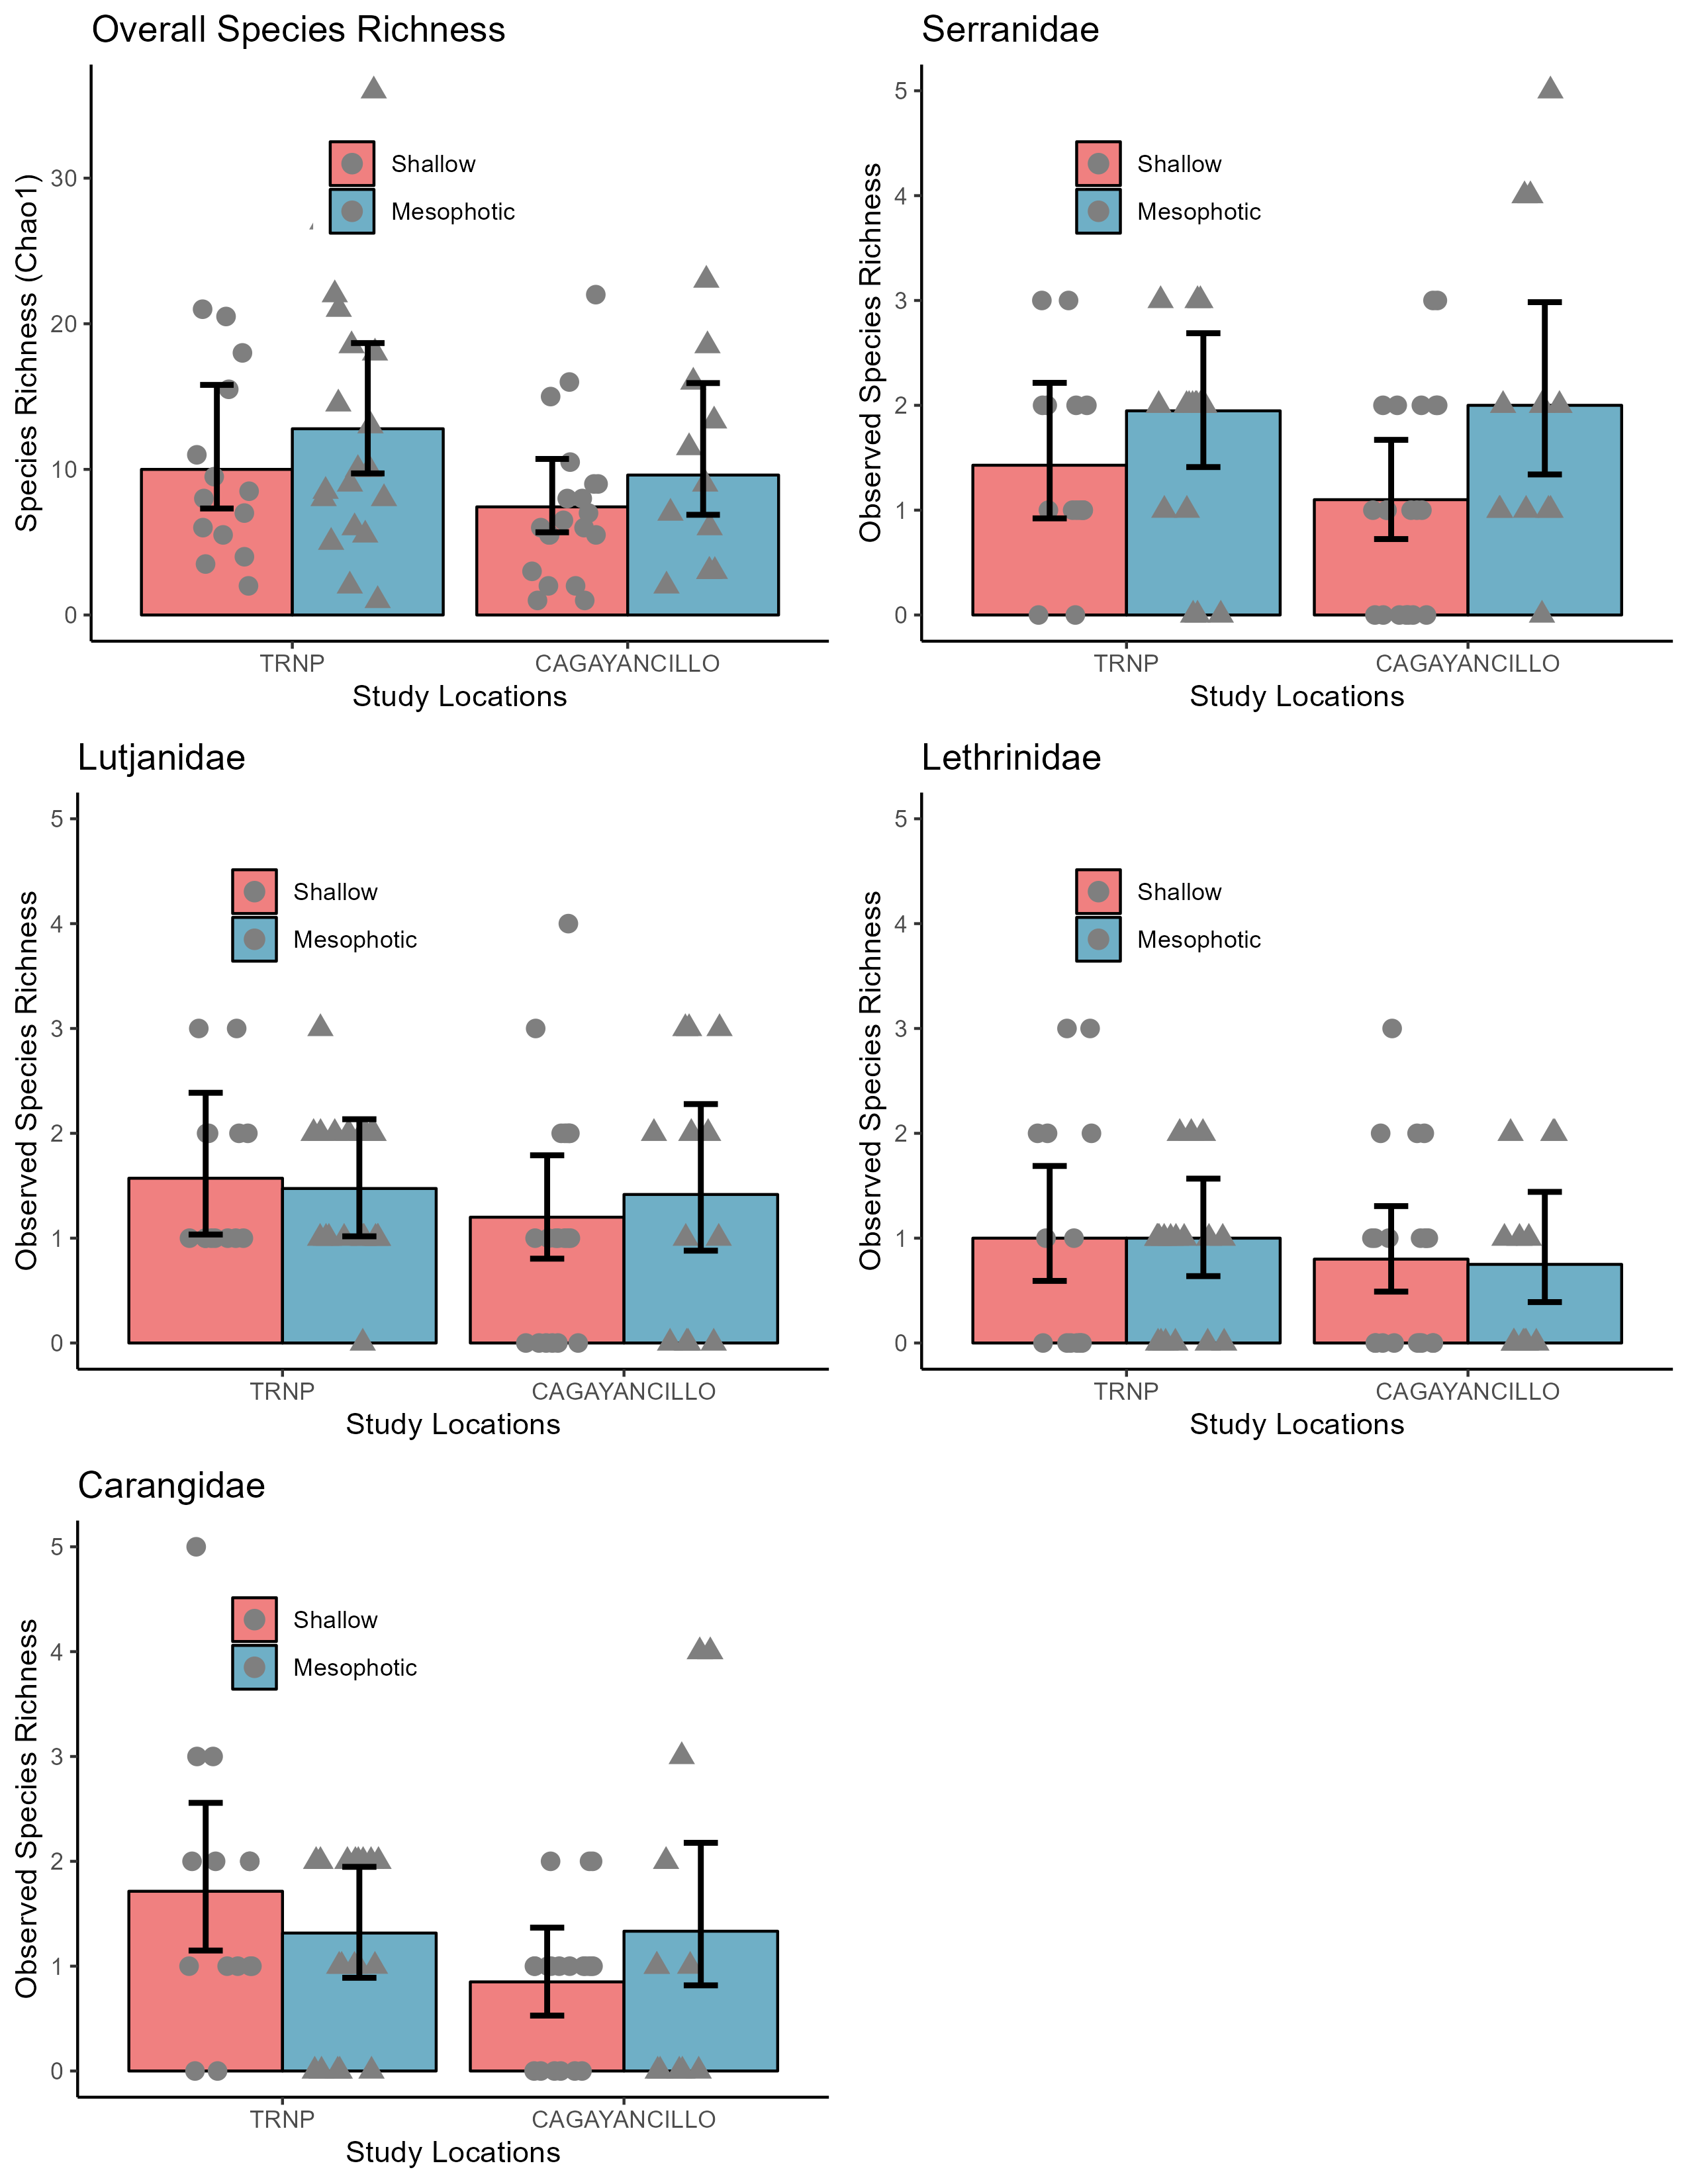 Overall Species Richness
Species Richness (Chao1)
30
20
10
0
Shallow
Mesophotic
TRNP
CAGAYANCILLO
Study Locations
Serranidae
Observed Species Richness
5
4
3
2
1
0
Shallow
Mesophotic
TRNP
CAGAYANCILLO
Study Locations
Lutjanidae
Observed Species Richness
5
4
3
2
1
0
Shallow
Mesophotic
TRNP
CAGAYANCILLO
Study Locations
Lethrinidae
Observed Species Richness
5
4
3
2
1
0
Shallow
Mesophotic
TRNP
CAGAYANCILLO
Study Locations
Carangidae
Observed Species Richness
5
4
3
2
1
0
Shallow
Mesophotic
TRNP
CAGAYANCILLO
Study Locations